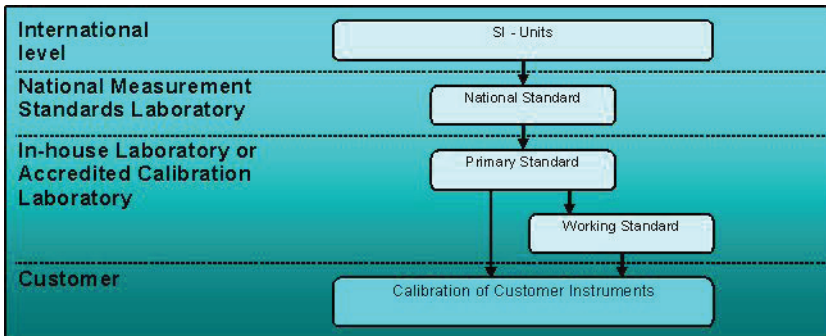 International
level
SI - Units
National Measurement
Standards Laboratory
National Standard
In-house Laboratory or
Accredited Calibration
Laboratory
Primary Standard
Working Standard
Customer
Calibration of Customer Instruments